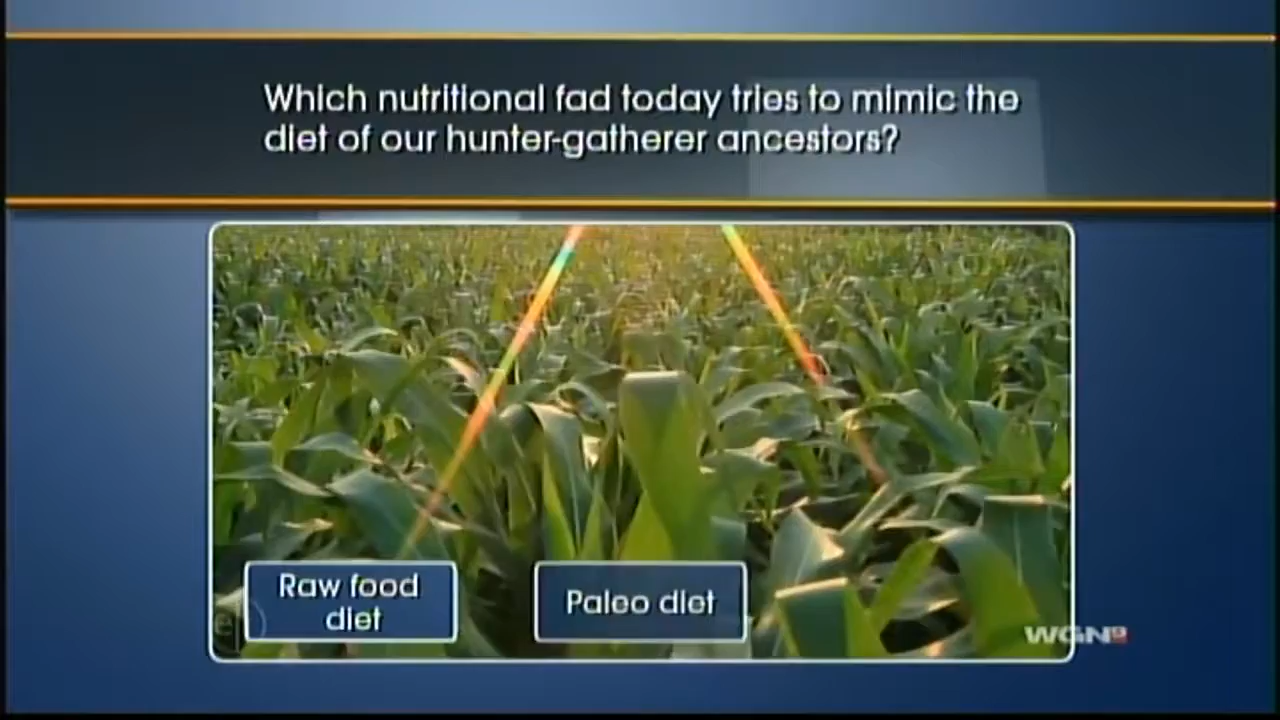 Which nutritional fad today tries to mimic the
diet of our hunter-gatherer ancestors?
Raw food
diet
Paleo diet
WGN9